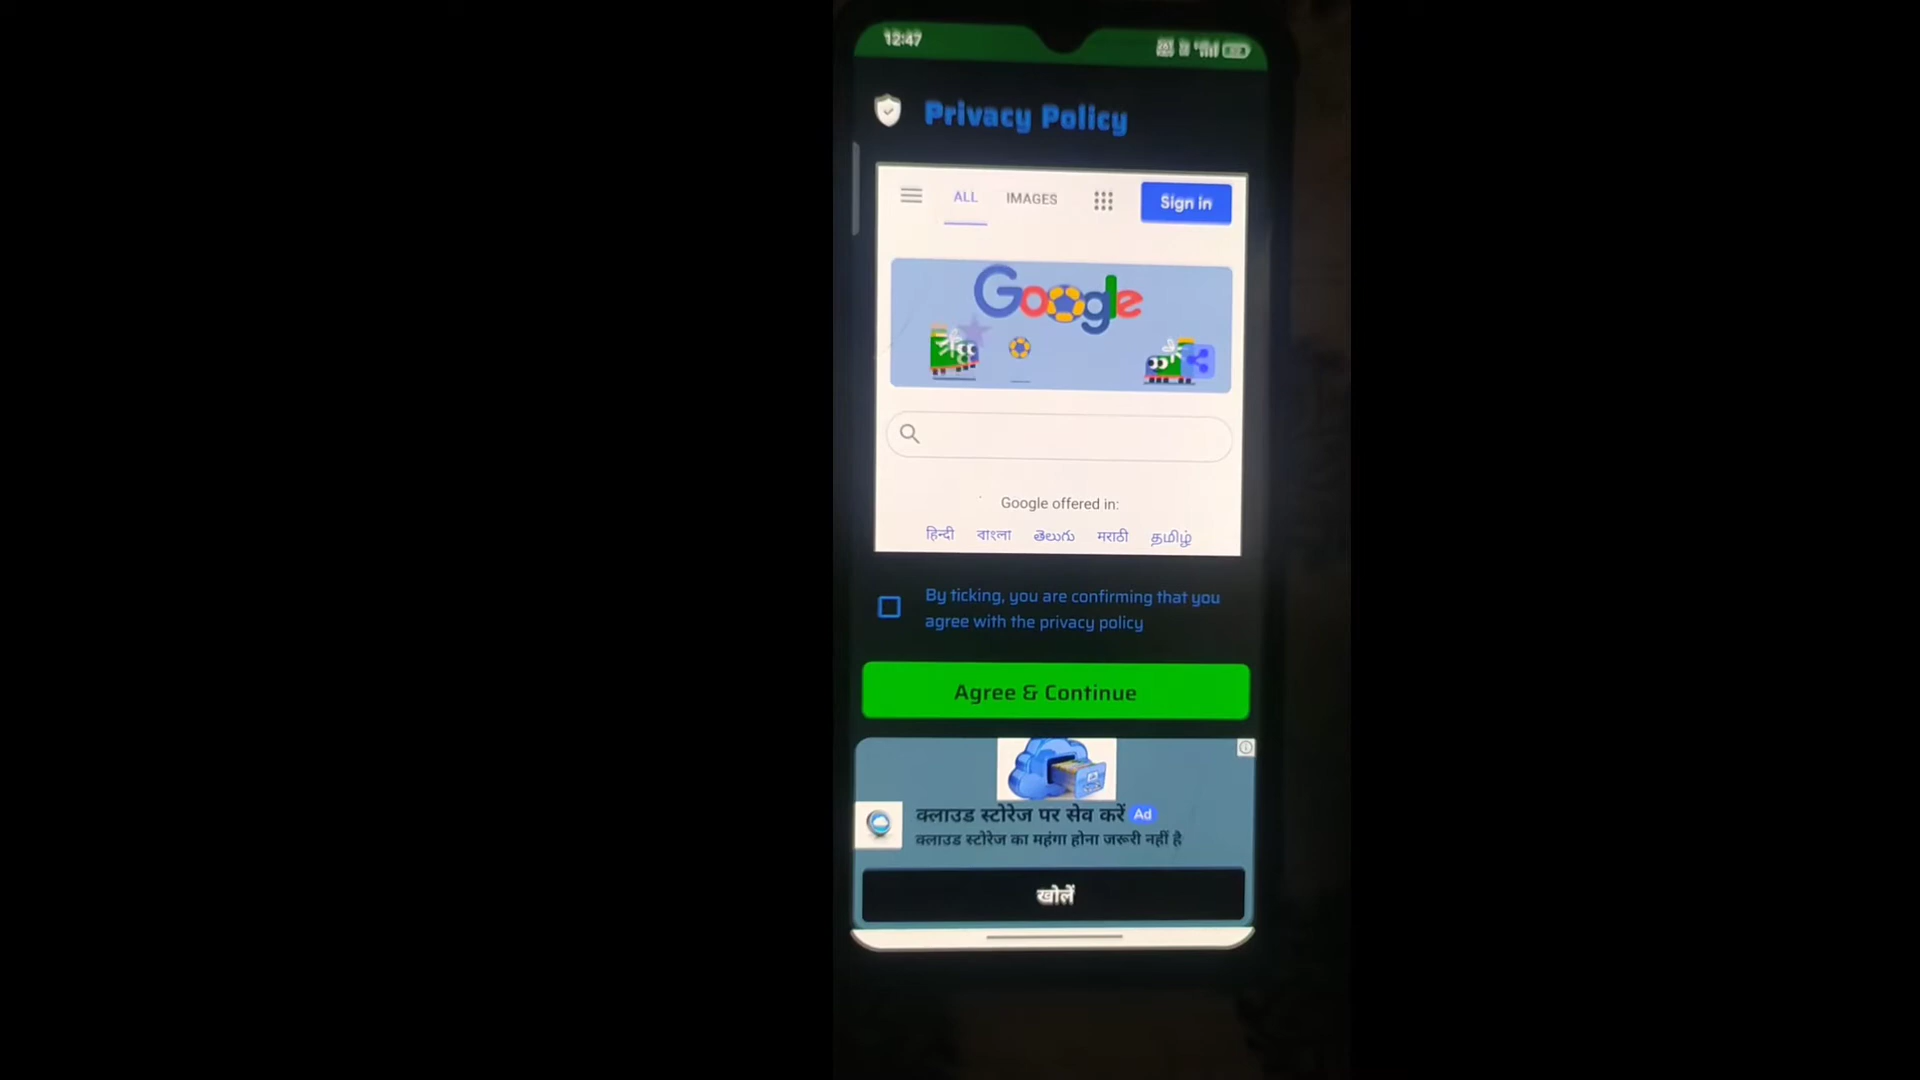 12:47
Privacy Policy
ALL IMAGES
Sign in
Google
Google offered in:
हिन्दी বাংলা తెలుగు मराठी தமிழ்
By ticking, you are confirming that you
agree with the privacy policy
Agree & Continue
क्लाउड स्टोरेज पर सेव करें Ad
क्लाउड स्टोरेज का महंगा होना जरूरी नहीं है
खोलें